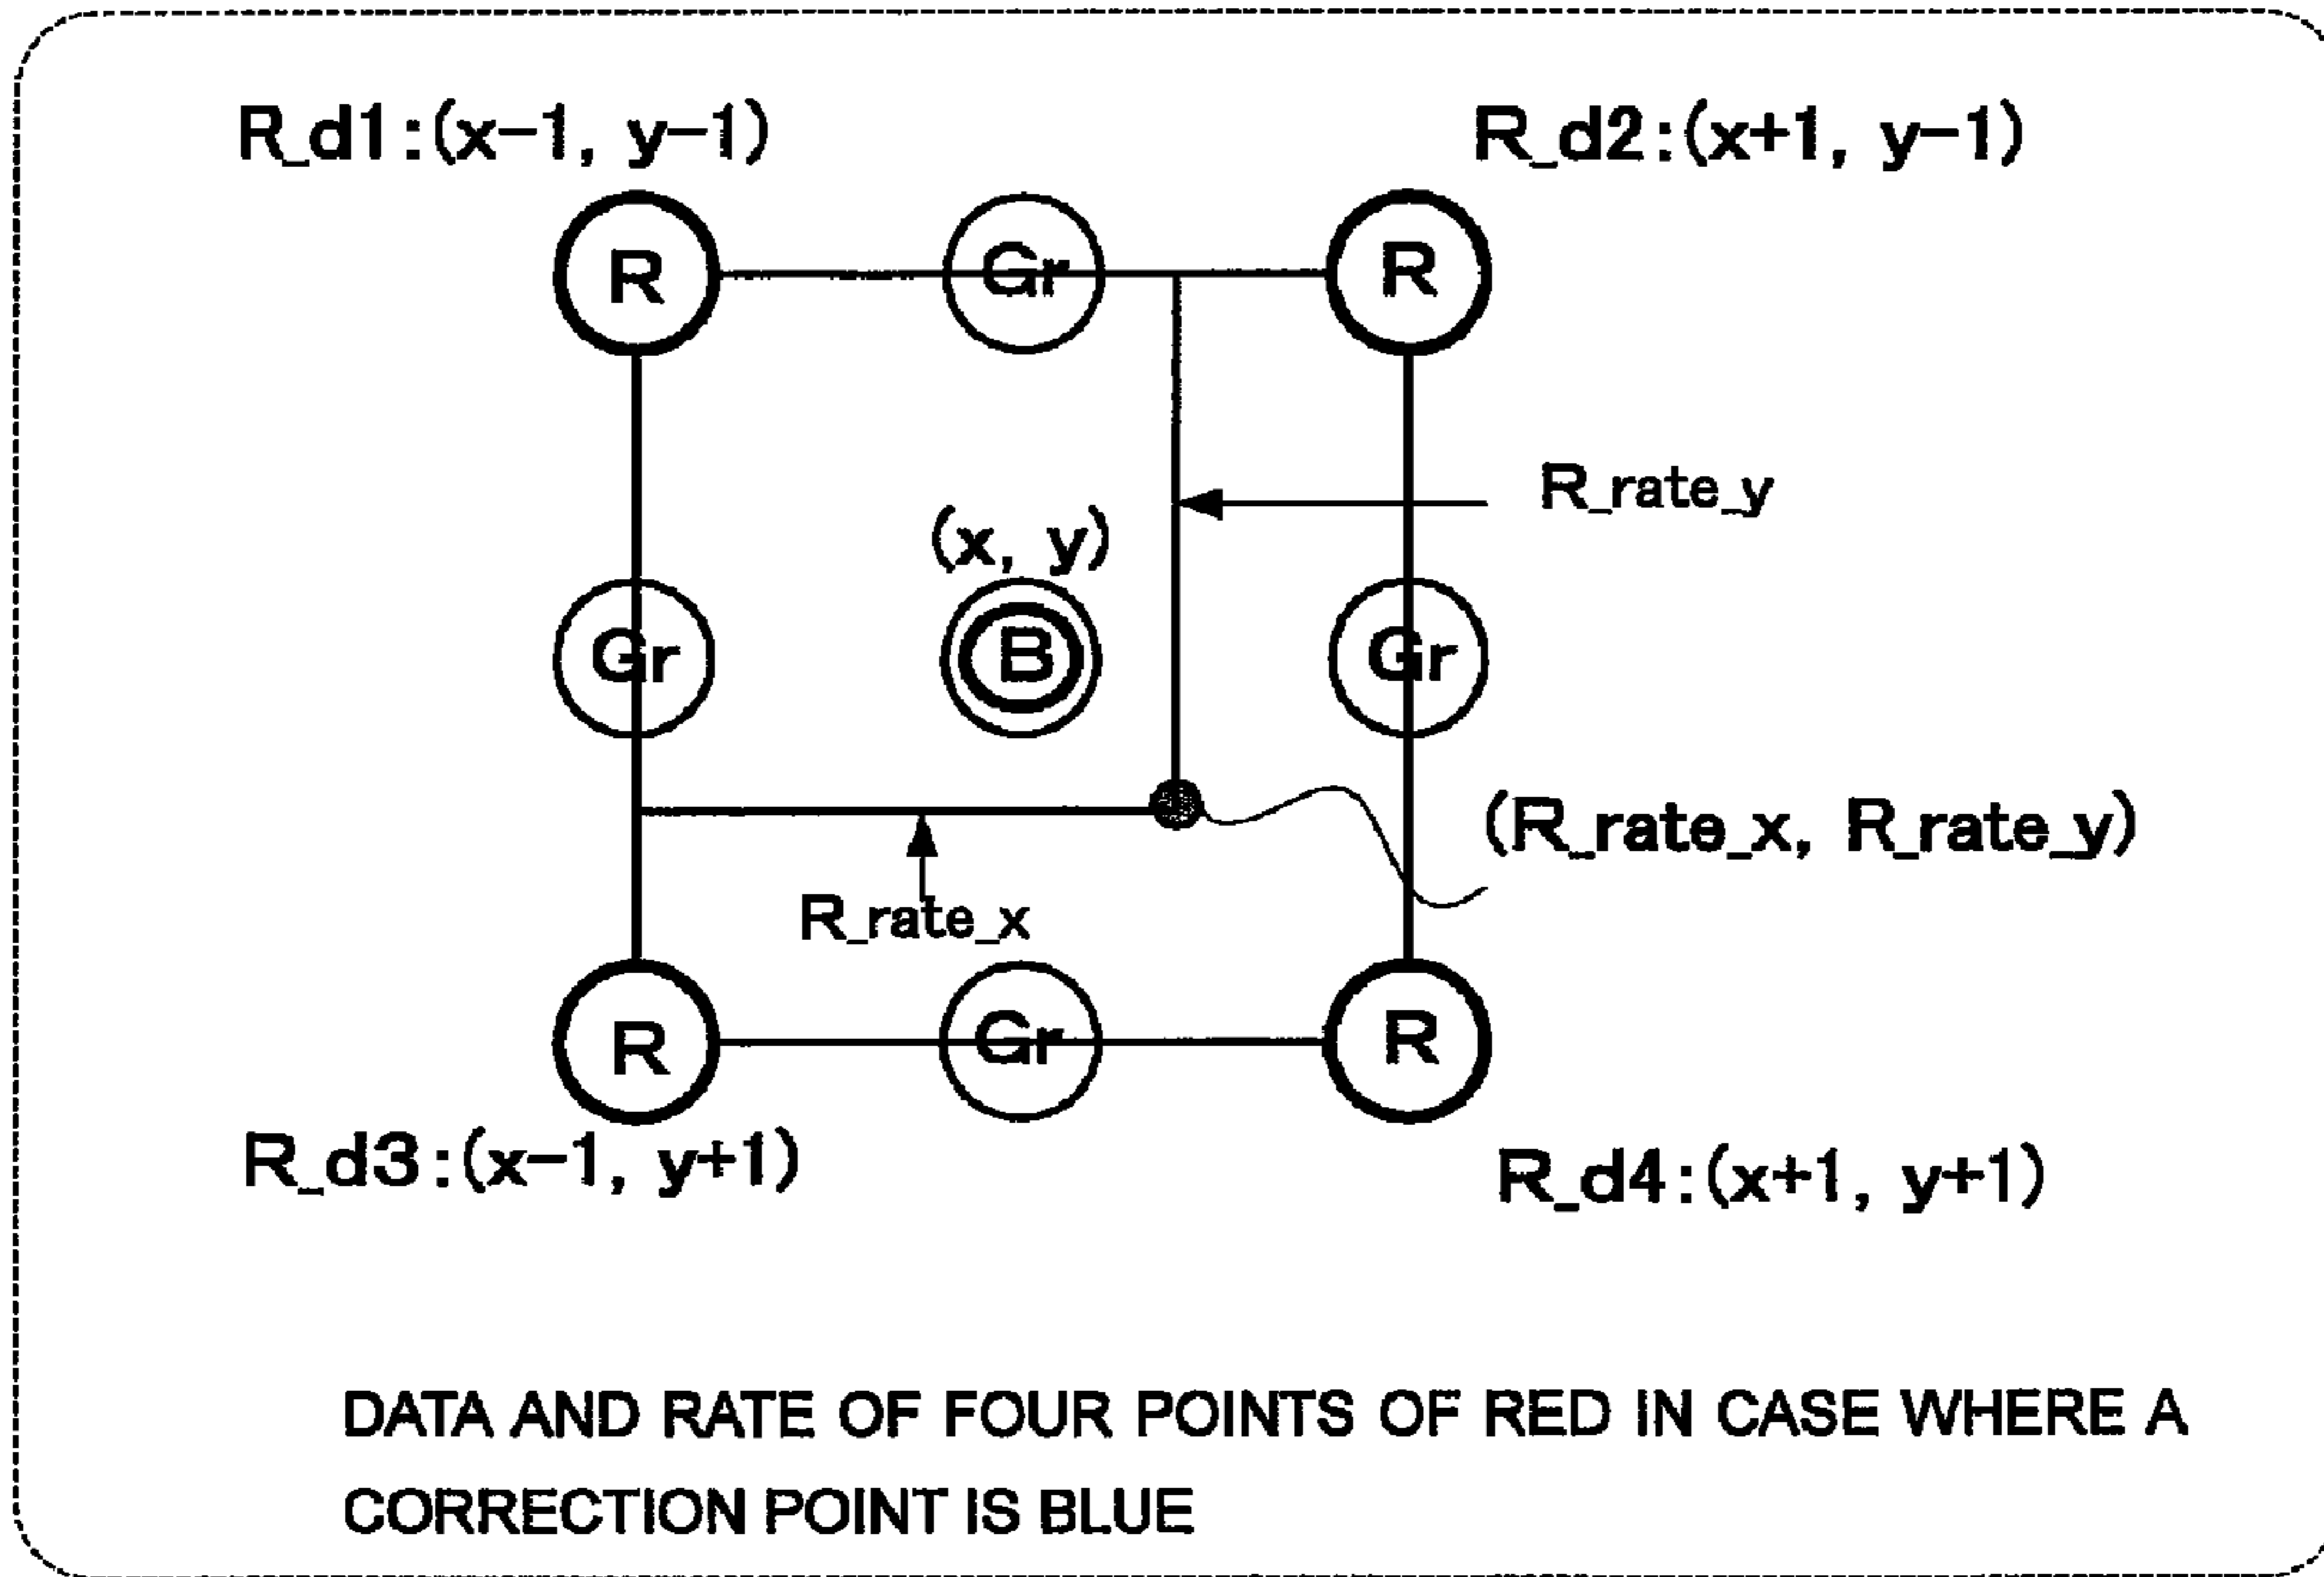 R_d1:(x-1, y-1)
R_d2:(x+1, y-1)
R
Gr
R
R_rate_y
(x, y)
Gr
B
Gr
(R_rate_x, R_rate_y)
R_rate_x
R
Gr
R
R_d3:(x-1, y+1)
R_d4:(x+1, y+1)
DATA AND RATE OF FOUR POINTS OF RED IN CASE WHERE A
CORRECTION POINT IS BLUE